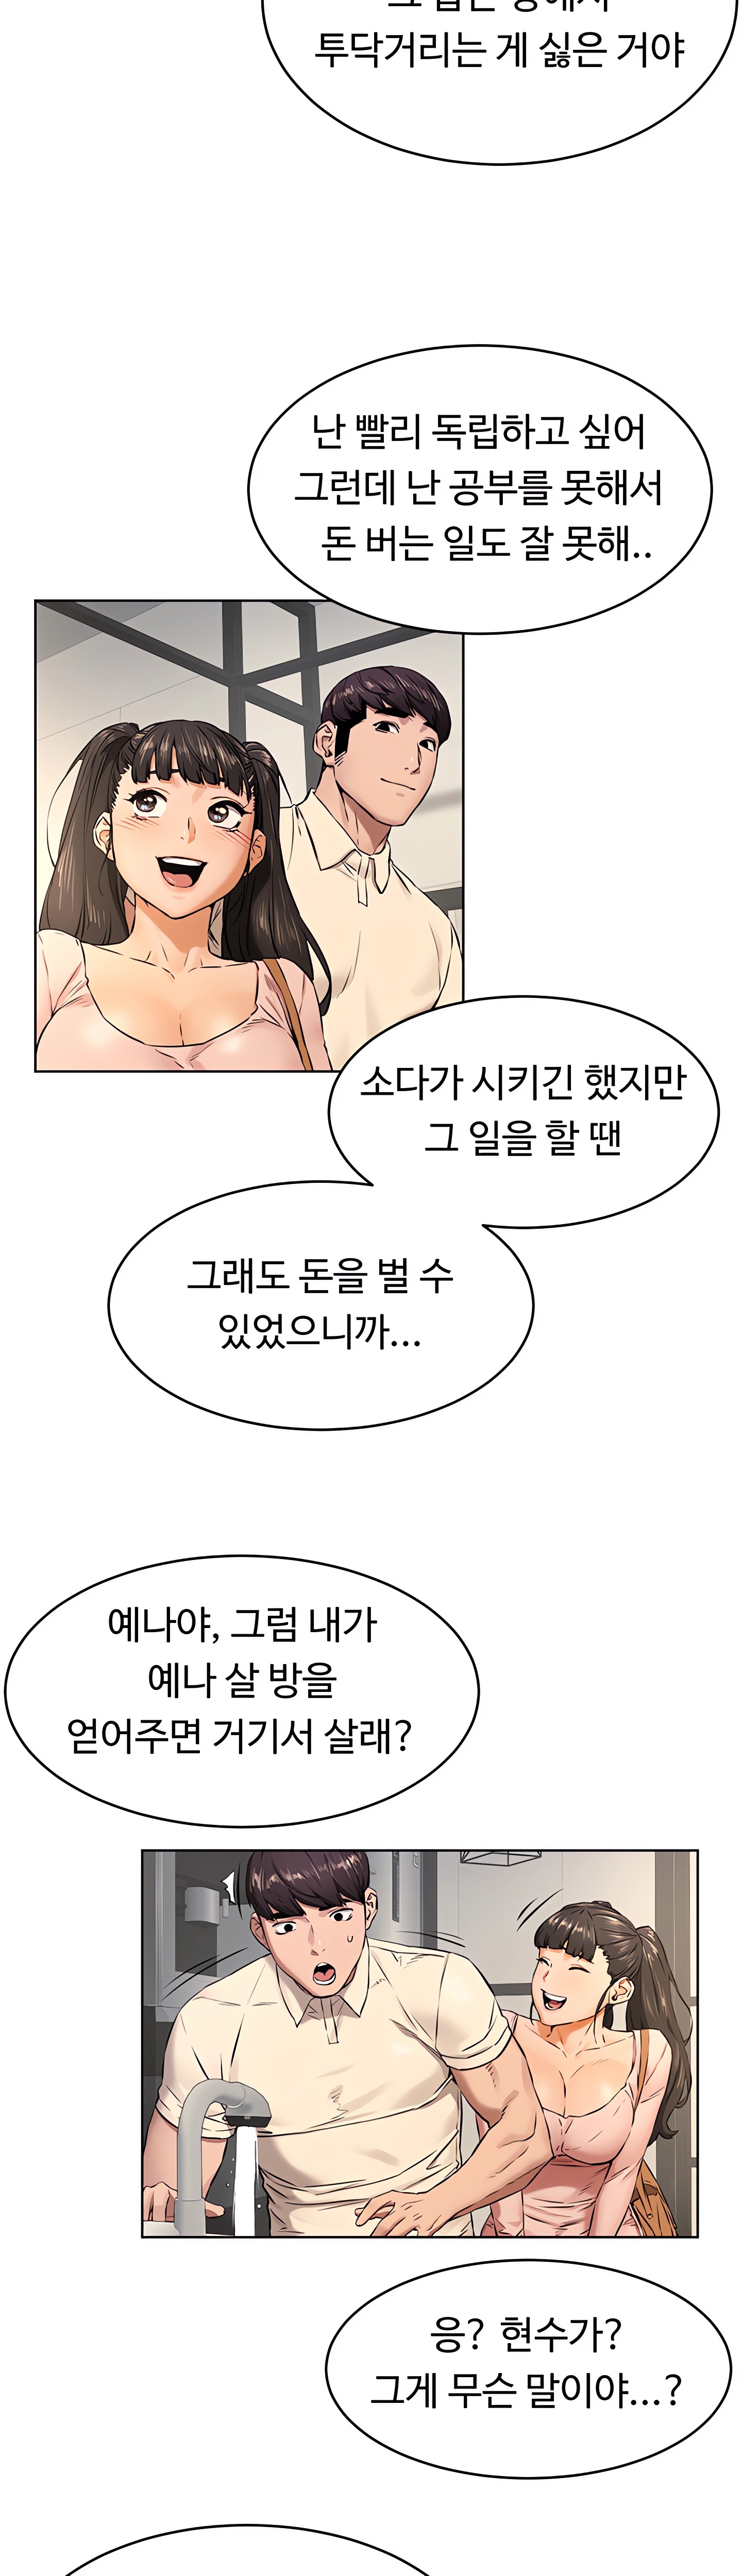 투닥거리는 게 싫은 거야
난 빨리 독립하고 싶어
그런데 난 공부를 못해서
돈 버는 일도 잘 못해..
소다가 시키긴 했지만
그 일을 할 땐
그래도 돈을 벌 수
있었으니까...
예나야, 그럼 내가
예나 살 방을
얻어주면 거기서 살래?
응? 현수가?
그게 무슨 말이야...?